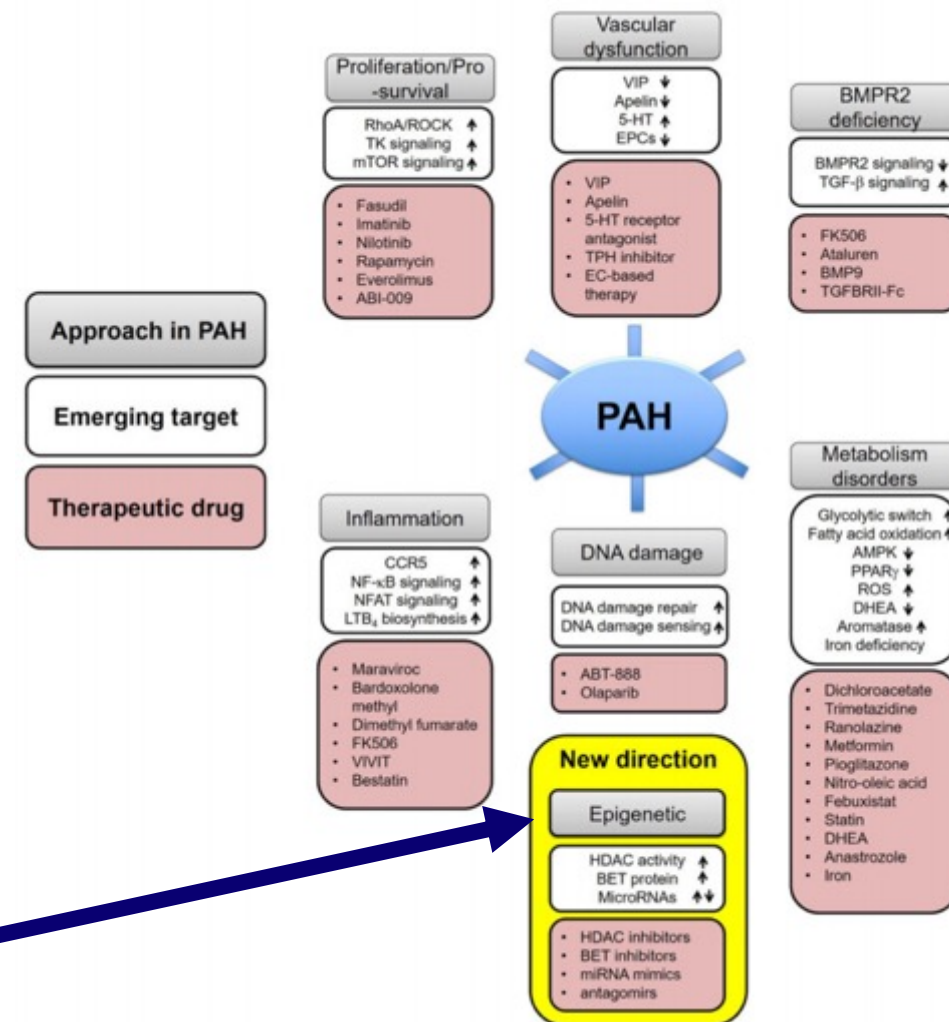 Vascular
dysfunction
VIP ↓
Apelin ↓
5-HT ↑
EPCs ↓
• VIP
• Apelin
• 5-HT receptor
antagonist
• TPH inhibitor
• EC-based
therapy
Proliferation/Pro
-survival
RhoA/ROCK ↑
TK signaling ↑
mTOR signaling ↑
• Fasudil
• Imatinib
• Nilotinib
• Rapamycin
• Everolimus
• ABI-009
BMPR2
deficiency
BMPR2 signaling ↓
TGF-β signaling ↑
• FK506
• Ataluren
• BMP9
• TGFBRII-Fc
Approach in PAH
Emerging target
Therapeutic drug
PAH
Inflammation
CCR5 ↑
NF-κB signaling ↑
NFAT signaling ↑
LTB₄ biosynthesis ↑
• Maraviroc
• Bardoxolone
methyl
• Dimethyl fumarate
• FK506
• VIVIT
• Bestatin
DNA damage
DNA damage repair ↑
DNA damage sensing ↑
• ABT-888
• Olaparib
Metabolism
disorders
Glycolytic switch ↑
Fatty acid oxidation ↑
AMPK ↓
PPARγ ↓
ROS ↑
DHEA ↓
Aromatase ↑
Iron deficiency
• Dichloroacetate
• Trimetazidine
• Ranolazine
• Metformin
• Pioglitazone
• Nitro-oleic acid
• Febuxistat
• Statin
• DHEA
• Anastrozole
• Iron
New direction
Epigenetic
HDAC activity ↑
BET protein ↑
MicroRNAs ↑↓
• HDAC inhibitors
• BET inhibitors
• miRNA mimics
• antagomirs